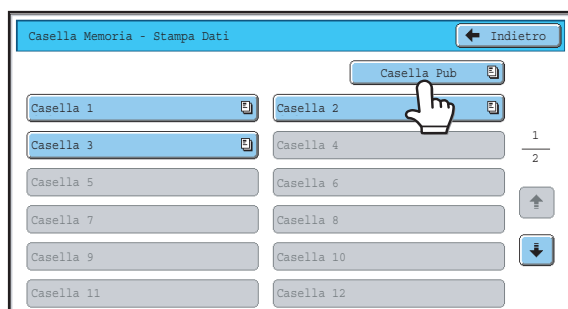 Casella Memoria - Stampa Dati
Indietro
Casella Pub
Casella 1
Casella 2
Casella 3
Casella 4
1
2
Casella 5
Casella 6
Casella 7
Casella 8
Casella 9
Casella 10
Casella 11
Casella 12